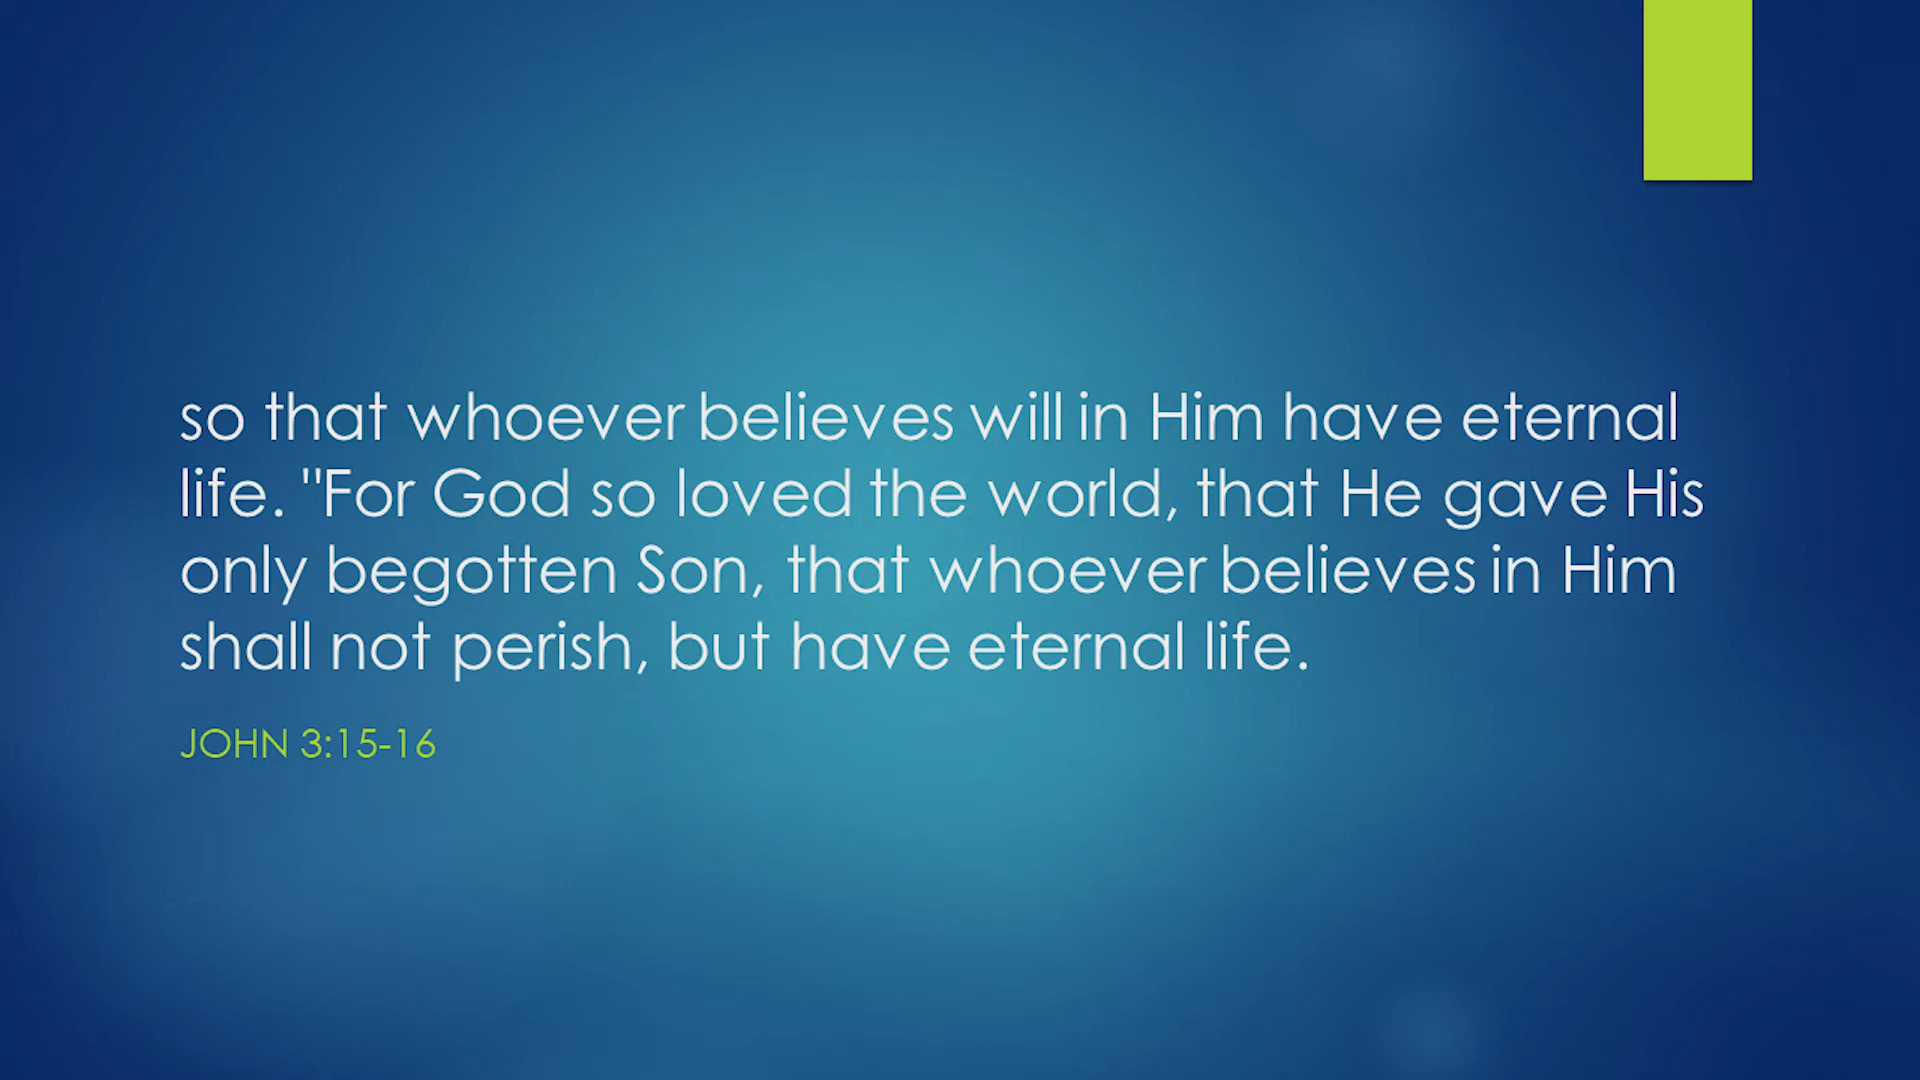 so that whoever believes will in Him have eternal
life. "For God so loved the world, that He gave His
only begotten Son, that whoever believes in Him
shall not perish, but have eternal life.
JOHN 3:15-16